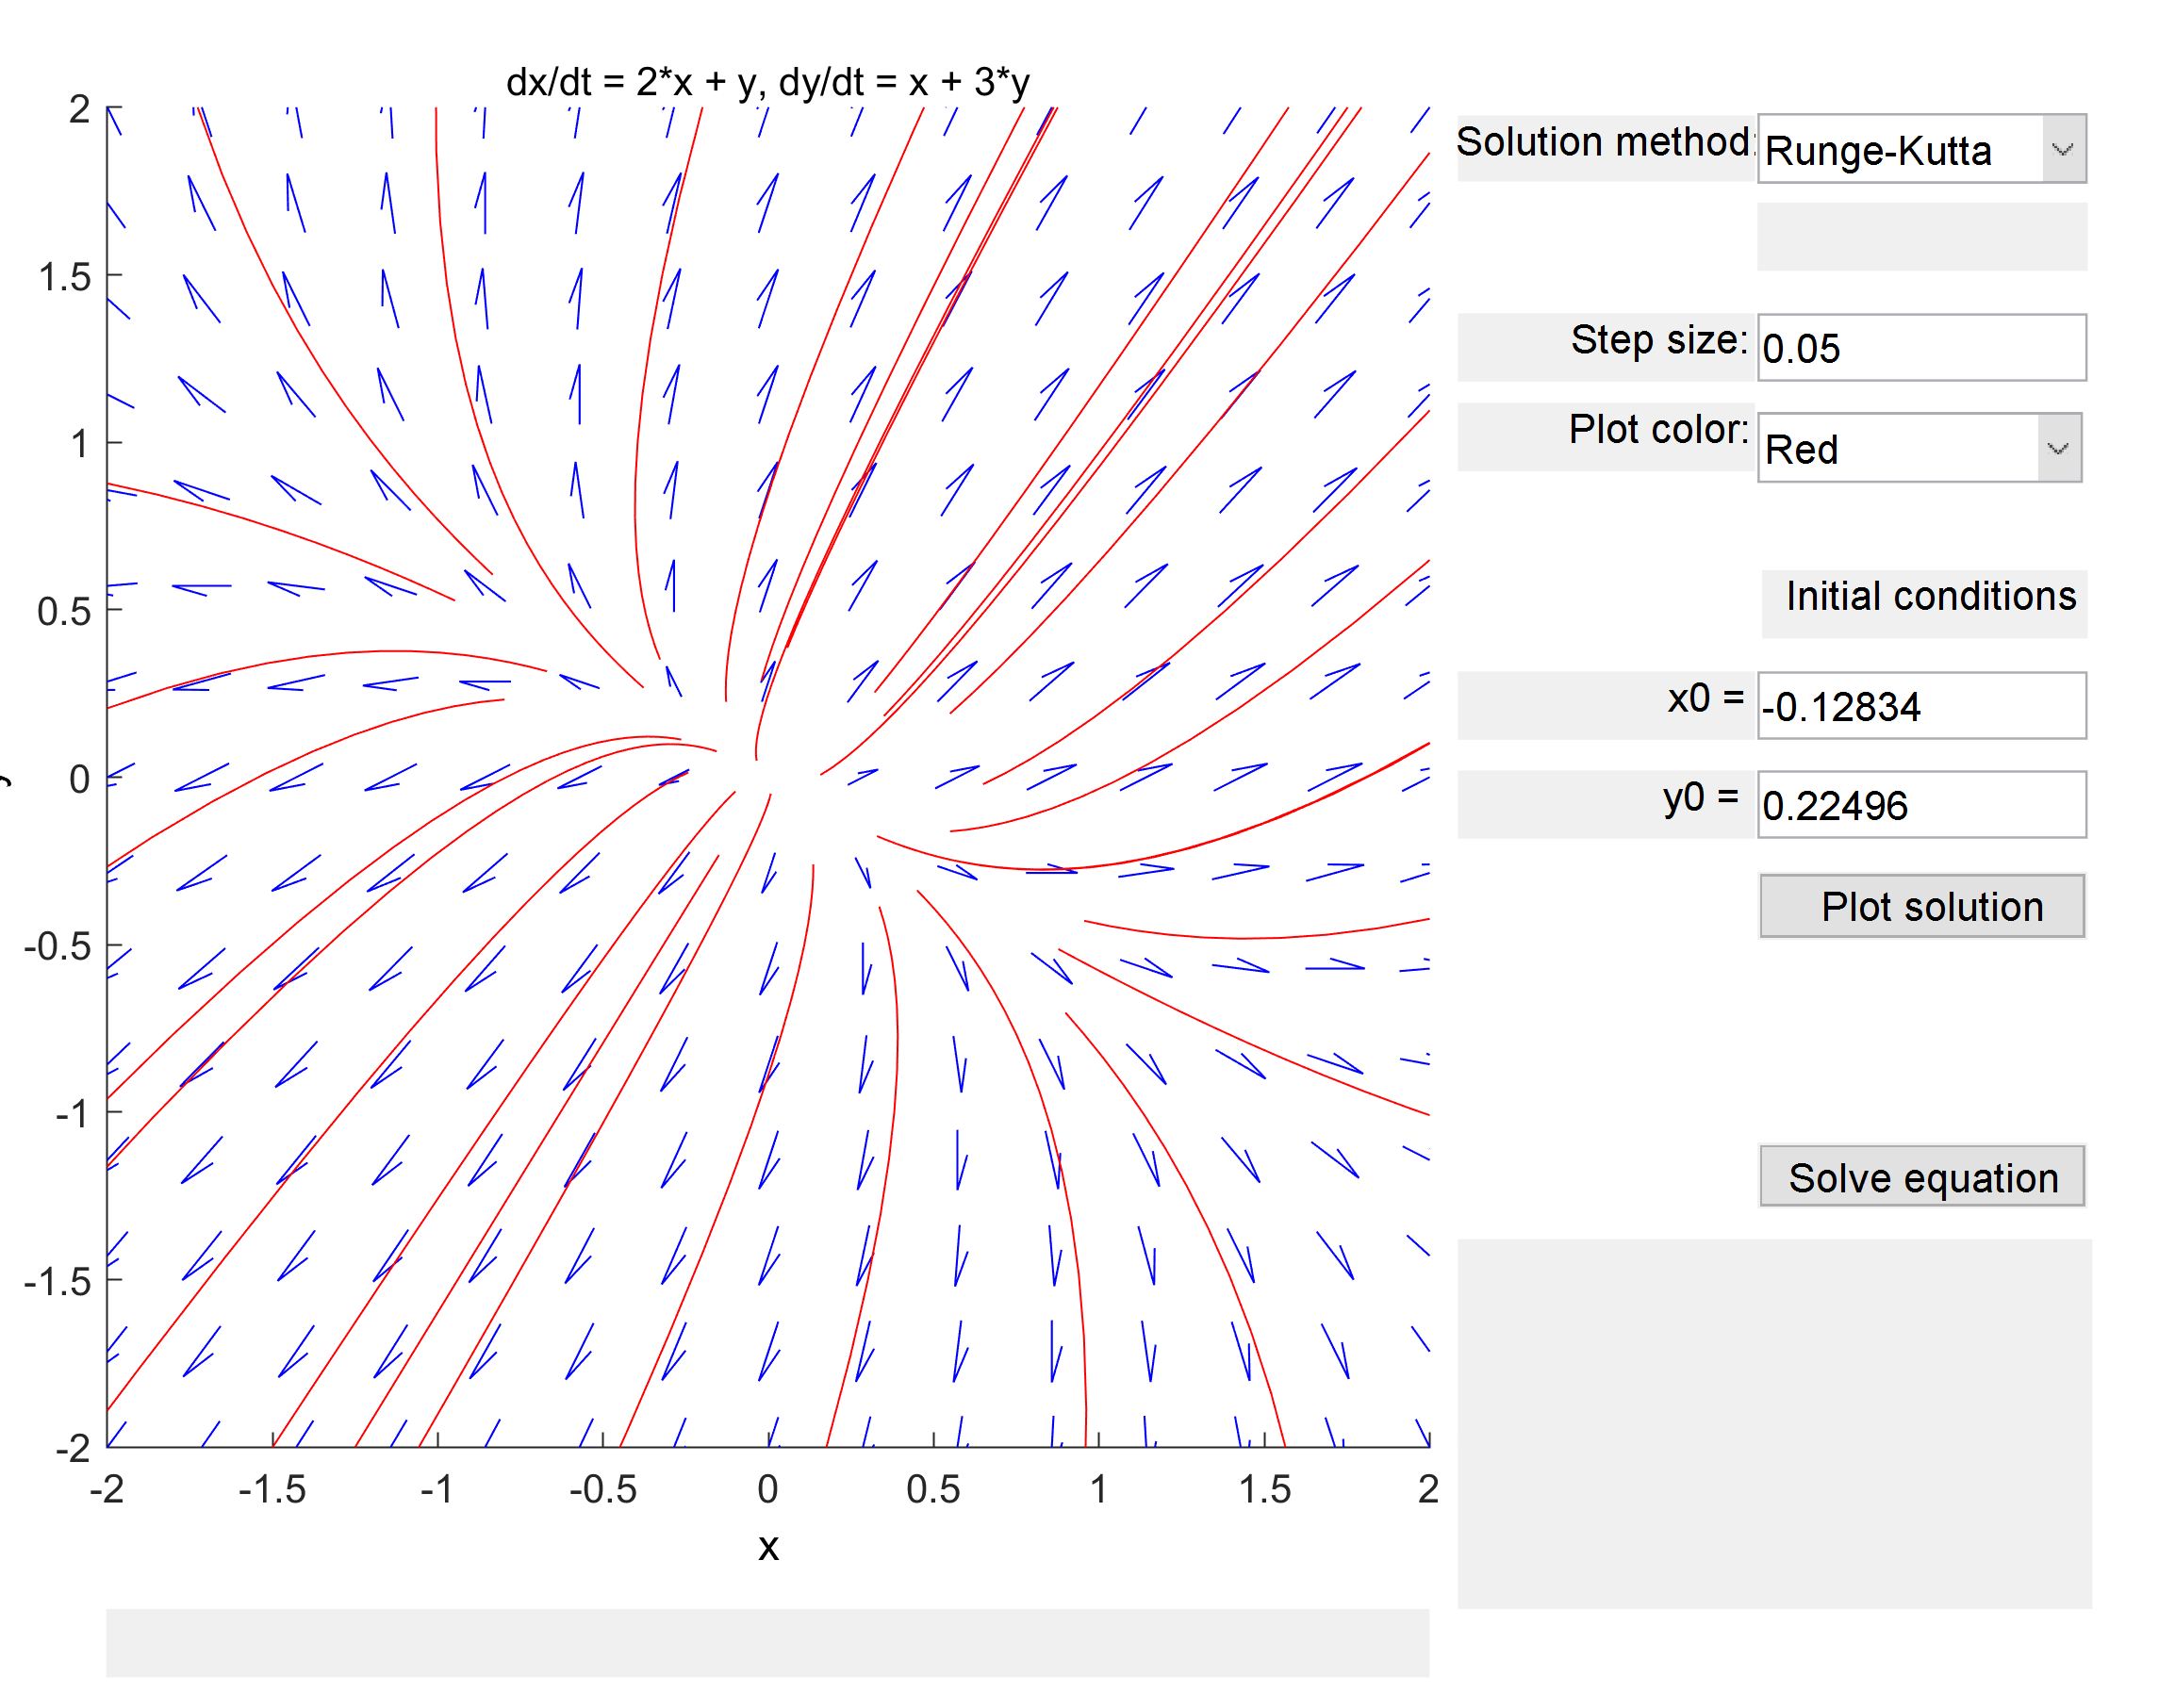 dx/dt = 2*x + y, dy/dt = x + 3*y
2
1.5
1
0.5
0
-0.5
-1
-1.5
-2
-2 -1.5 -1 -0.5 0 0.5 1 1.5 2
x
Solution method: Runge-Kutta
Step size: 0.05
Plot color: Red
Initial conditions
x0 = -0.12834
y0 = 0.22496
Plot solution
Solve equation